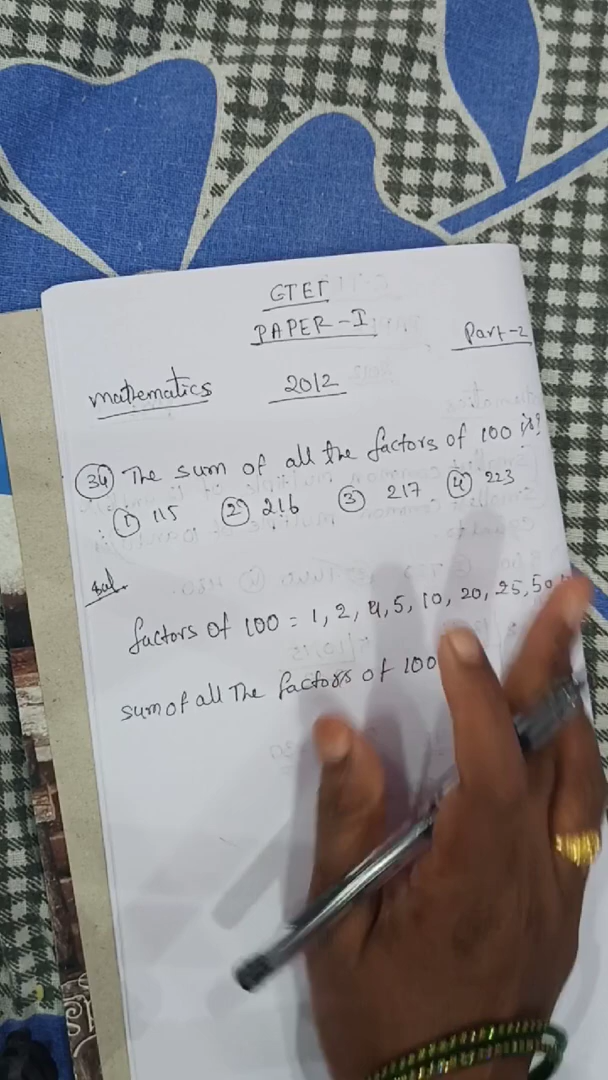 CTET
PAPER-I
Part-2
mathematics 2012
34 The sum of all the factors of 100 is?
1 115 2 216 3 217 4 223
Sol.
factors of 100 = 1, 2, 4, 5, 10, 20, 25, 50
sum of all The factors of 100